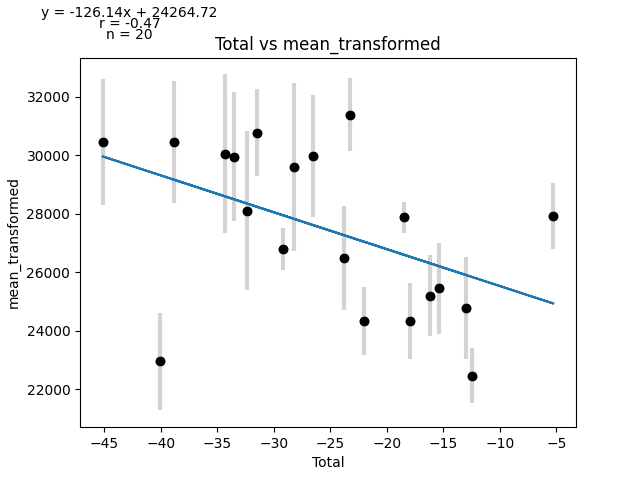 y = -126.14x + 24264.72
r = -0.47
n = 20
Total vs mean_transformed
mean_transformed
32000
30000
28000
26000
24000
22000
−45
−40
−35
−30
−25
−20
−15
−10
−5
Total